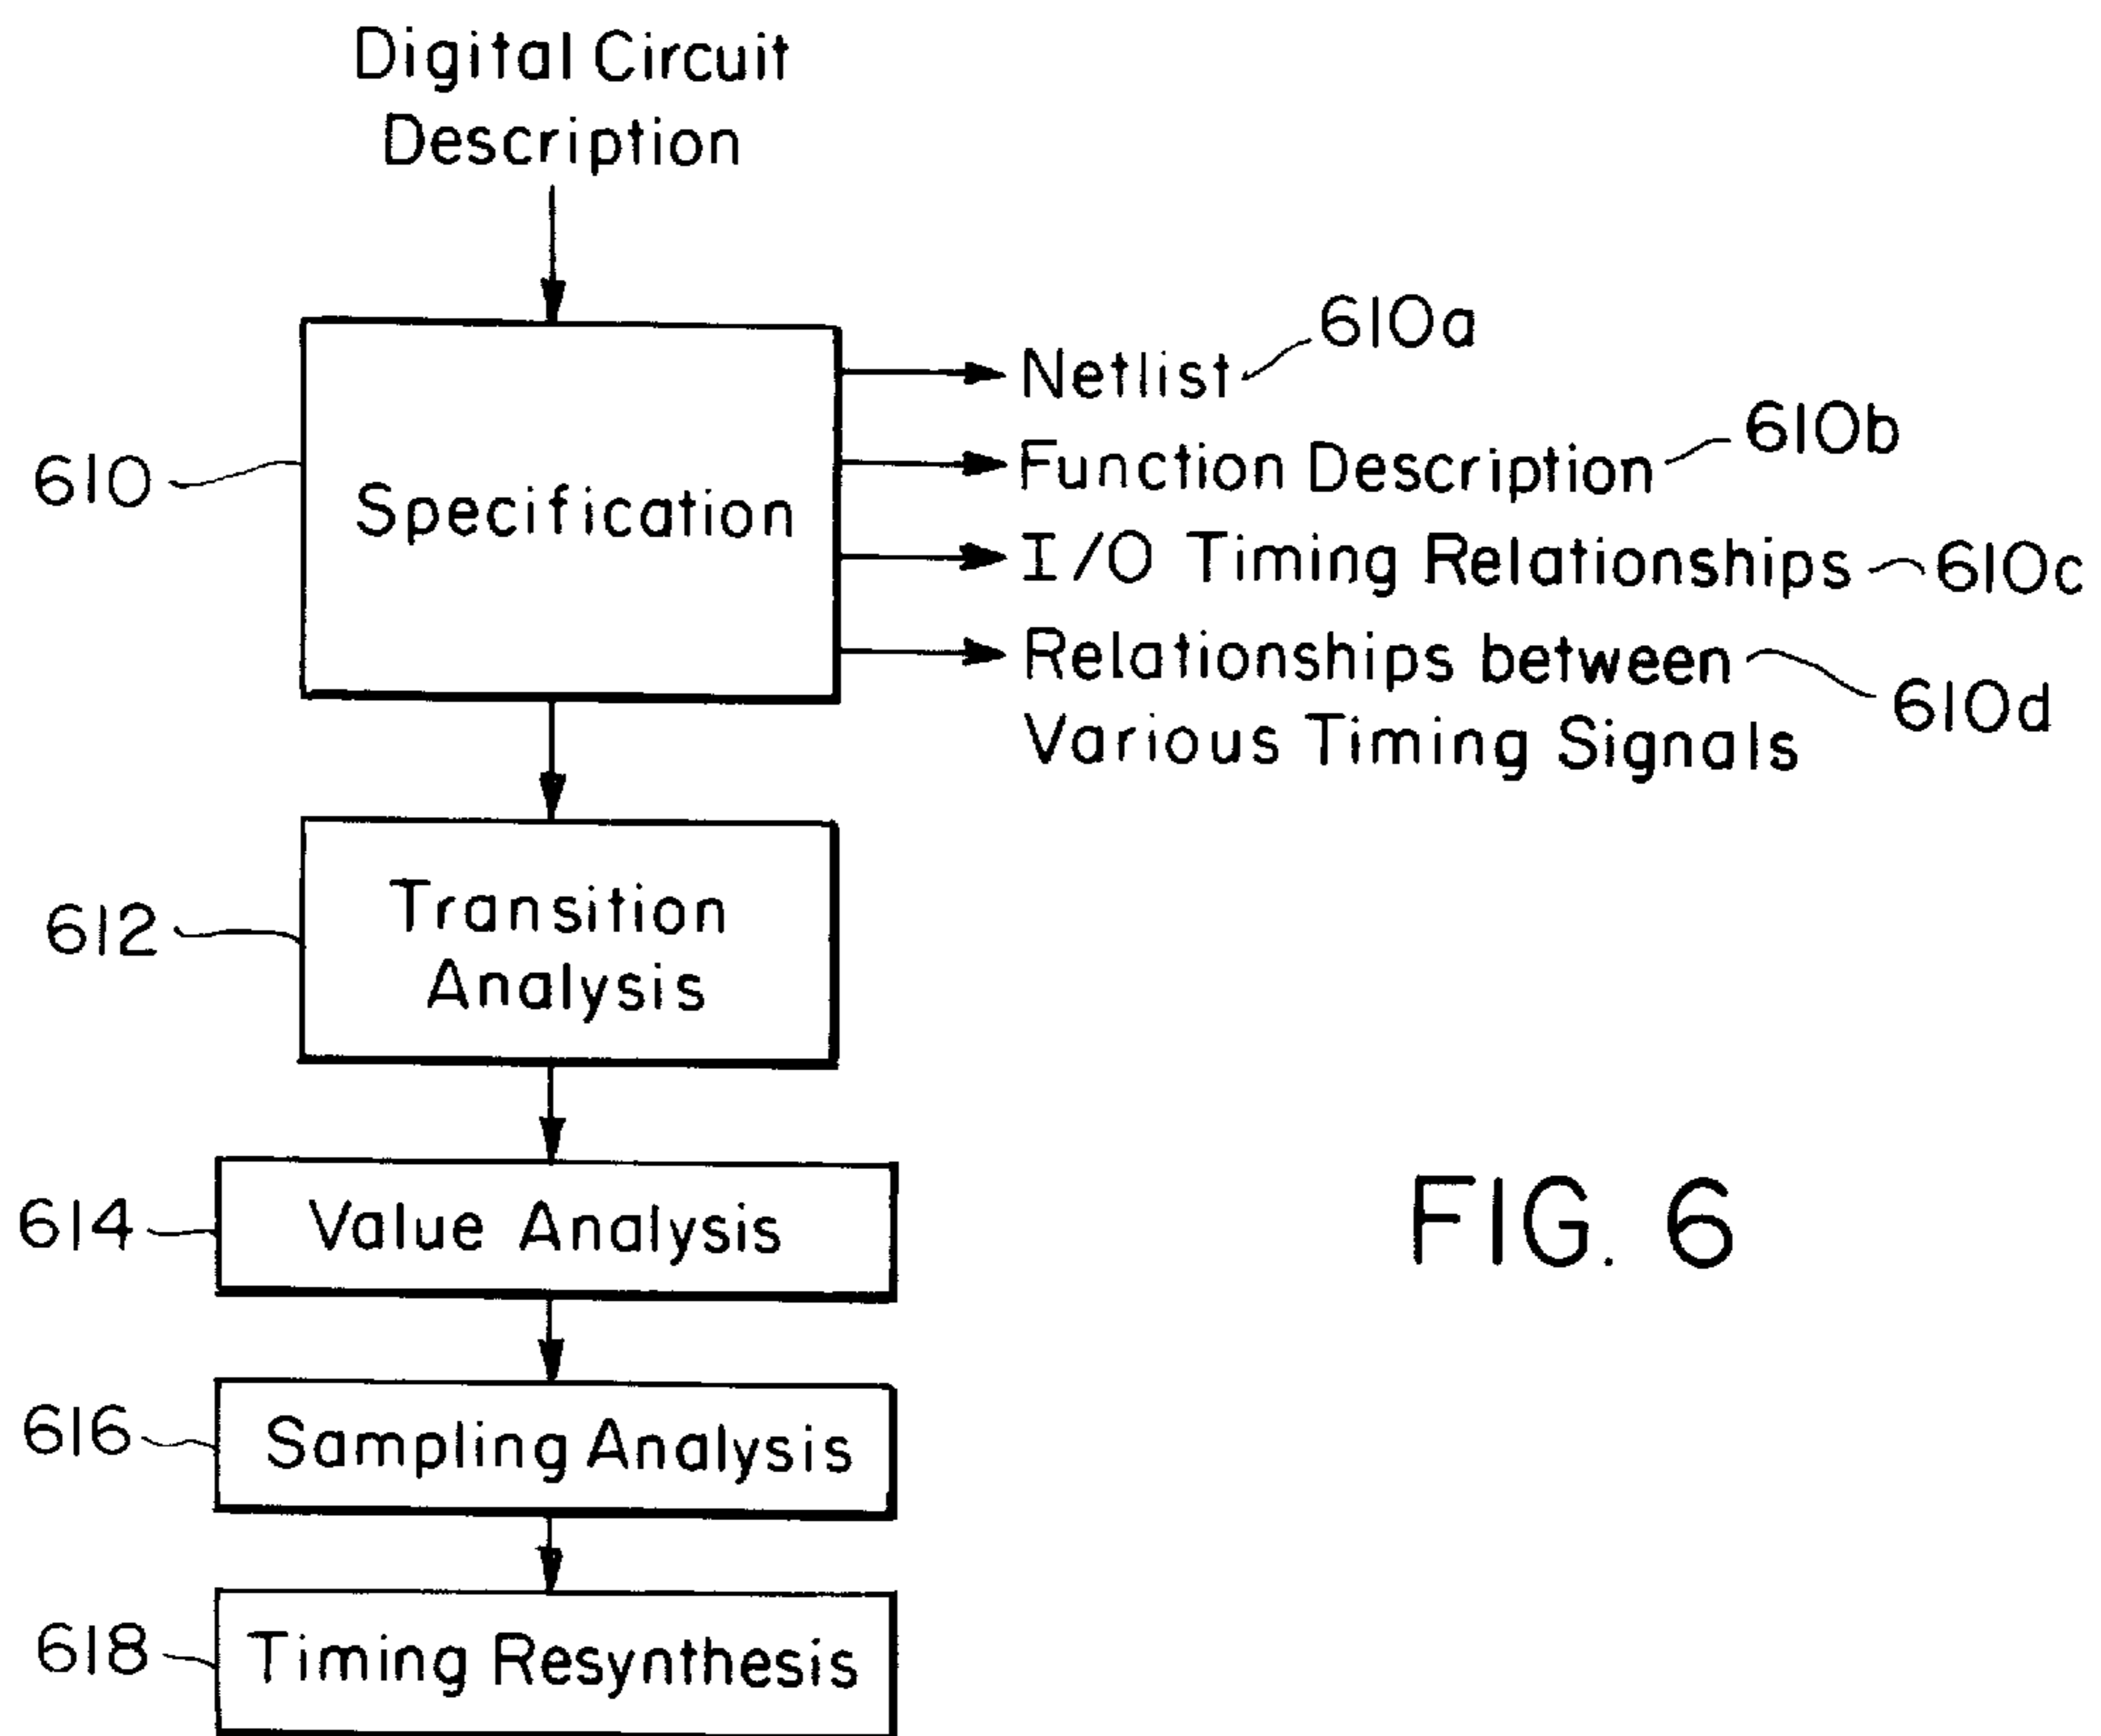 Digital Circuit
Description
610a
Netlist
610b
Function Description
610
Specification
I/O Timing Relationships
610c
Relationships between
610d
Various Timing Signals
612
Transition
Analysis
614
Value Analysis
FIG. 6
616
Sampling Analysis
618
Timing Resynthesis